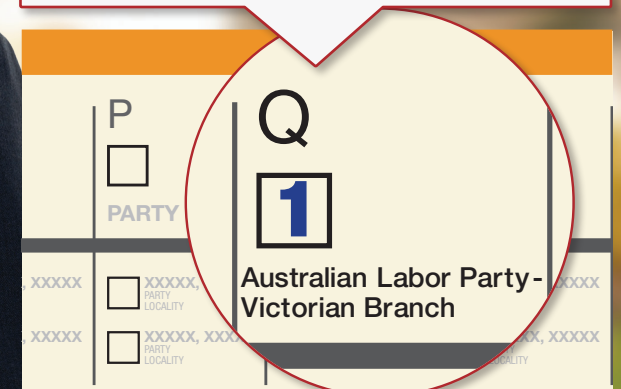 P
Q
1
PARTY
Australian Labor Party-
Victorian Branch
, XXXXX
XXXXX,
PARTY
LOCALITY
XXXX
, XXXXX
XXXXX, XXX
PARTY
LOCALITY
XX, XXXXX
LOCALITY